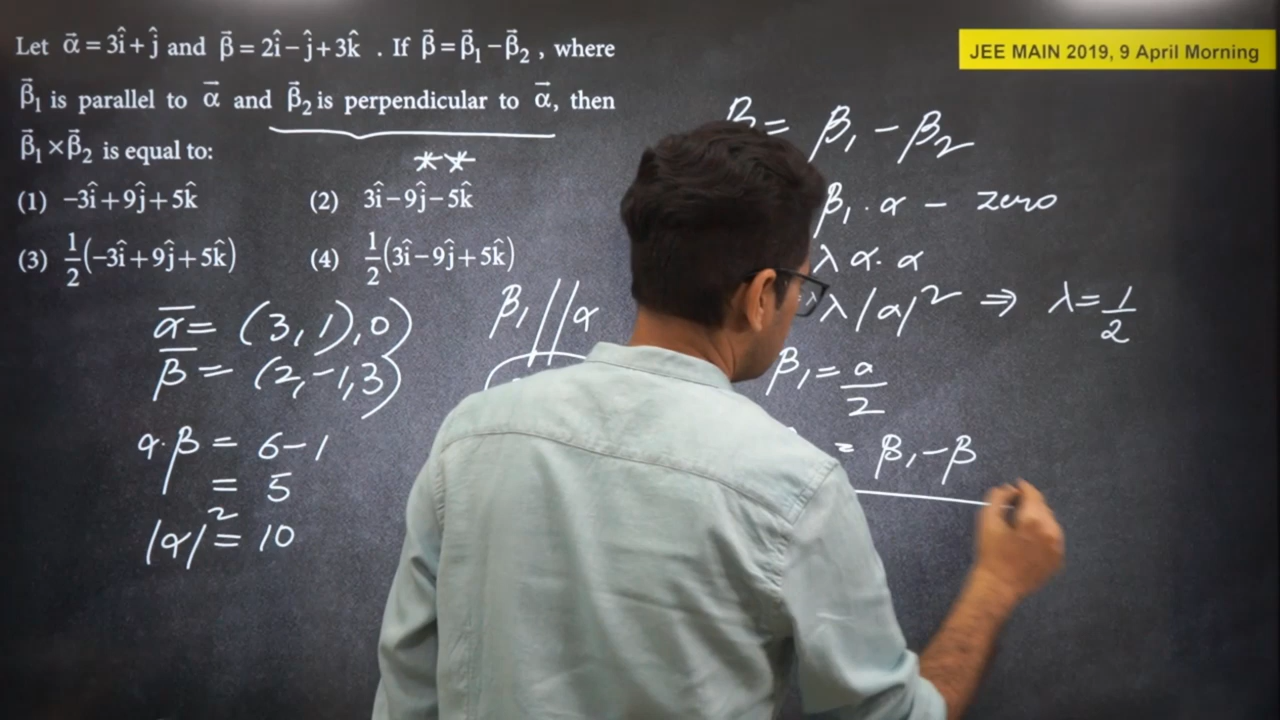 Let α⃗ = 3î + ĵ and β⃗ = 2î − ĵ + 3k̂ . If β⃗ = β⃗₁ − β⃗₂ , where
β⃗₁ is parallel to α⃗ and β⃗₂ is perpendicular to α⃗, then
β⃗₁×β⃗₂ is equal to:
**
(1) −3î + 9ĵ + 5k̂ (2) 3î − 9ĵ − 5k̂
(3) 1/2(−3î + 9ĵ + 5k̂) (4) 1/2(3î − 9ĵ + 5k̂)
JEE MAIN 2019, 9 April Morning
α̅ = (3, 1, 0)
β̅ = (2, -1, 3)
α·β = 6-1
= 5
|α|² = 10
β₁ // α
β = β₁ - β₂
β₁ · α - zero
λ α · α
λ |α|² ⇒ λ = 1/2
β₁ = α/2
= β₁ - β